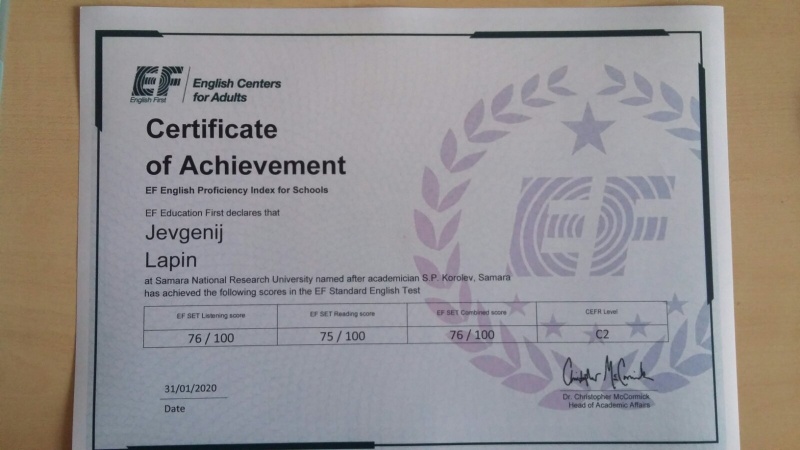 EF
English First
English Centers
for Adults
Certificate
of Achievement
EF English Proficiency Index for Schools
EF Education First declares that
Jevgenij
Lapin
at Samara National Research University named after academician S.P. Korolev, Samara
has achieved the following scores in the EF Standard English Test
EF SET Listening score EF SET Reading score EF SET Combined score CEFR Level
76 / 100 75 / 100 76 / 100 C2
EF
31/01/2020
Date
Christopher McCormick
Dr. Christopher McCormick
Head of Academic Affairs